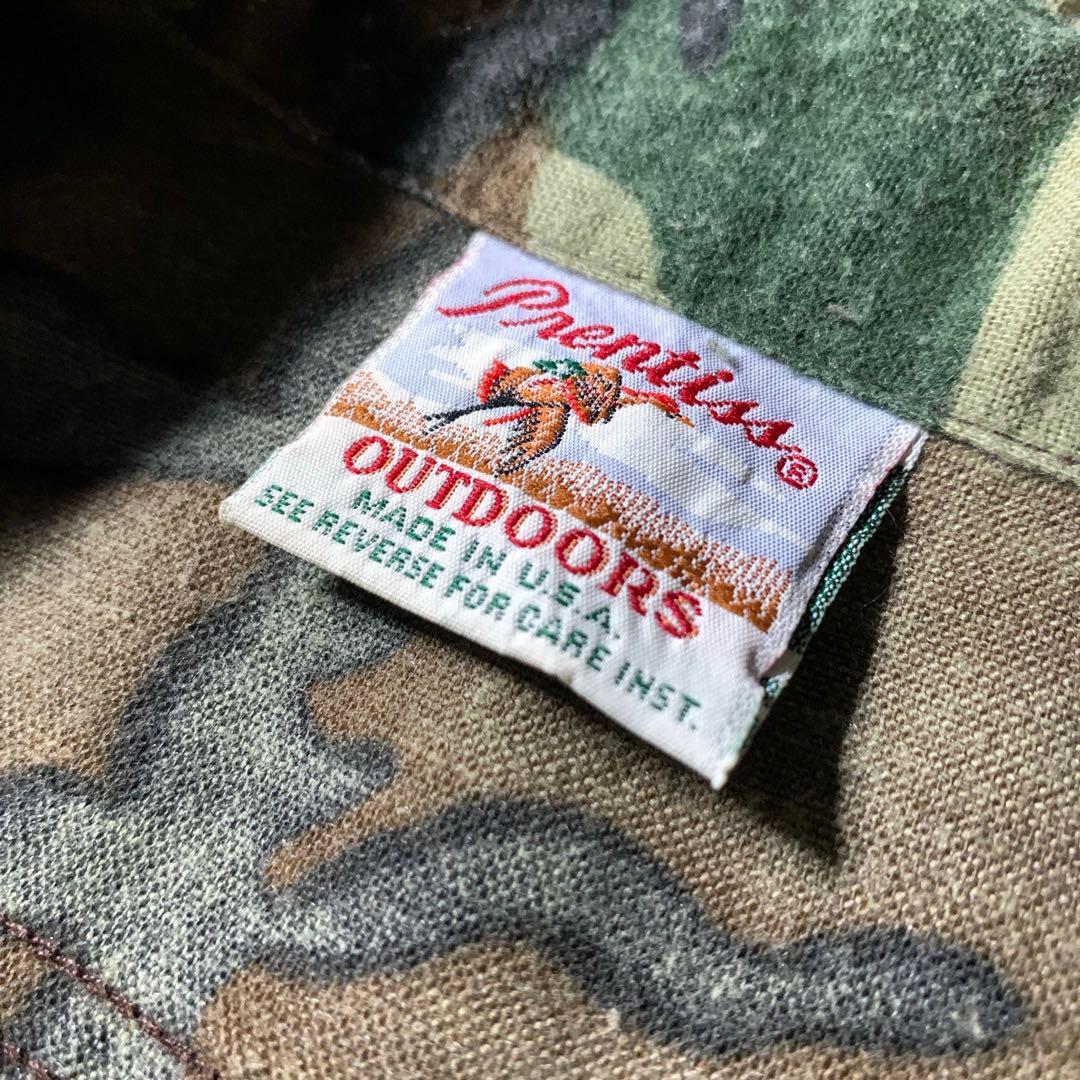 Prentiss®
OUTDOORS
MADE IN U.S.A.
SEE REVERSE FOR CARE INST.